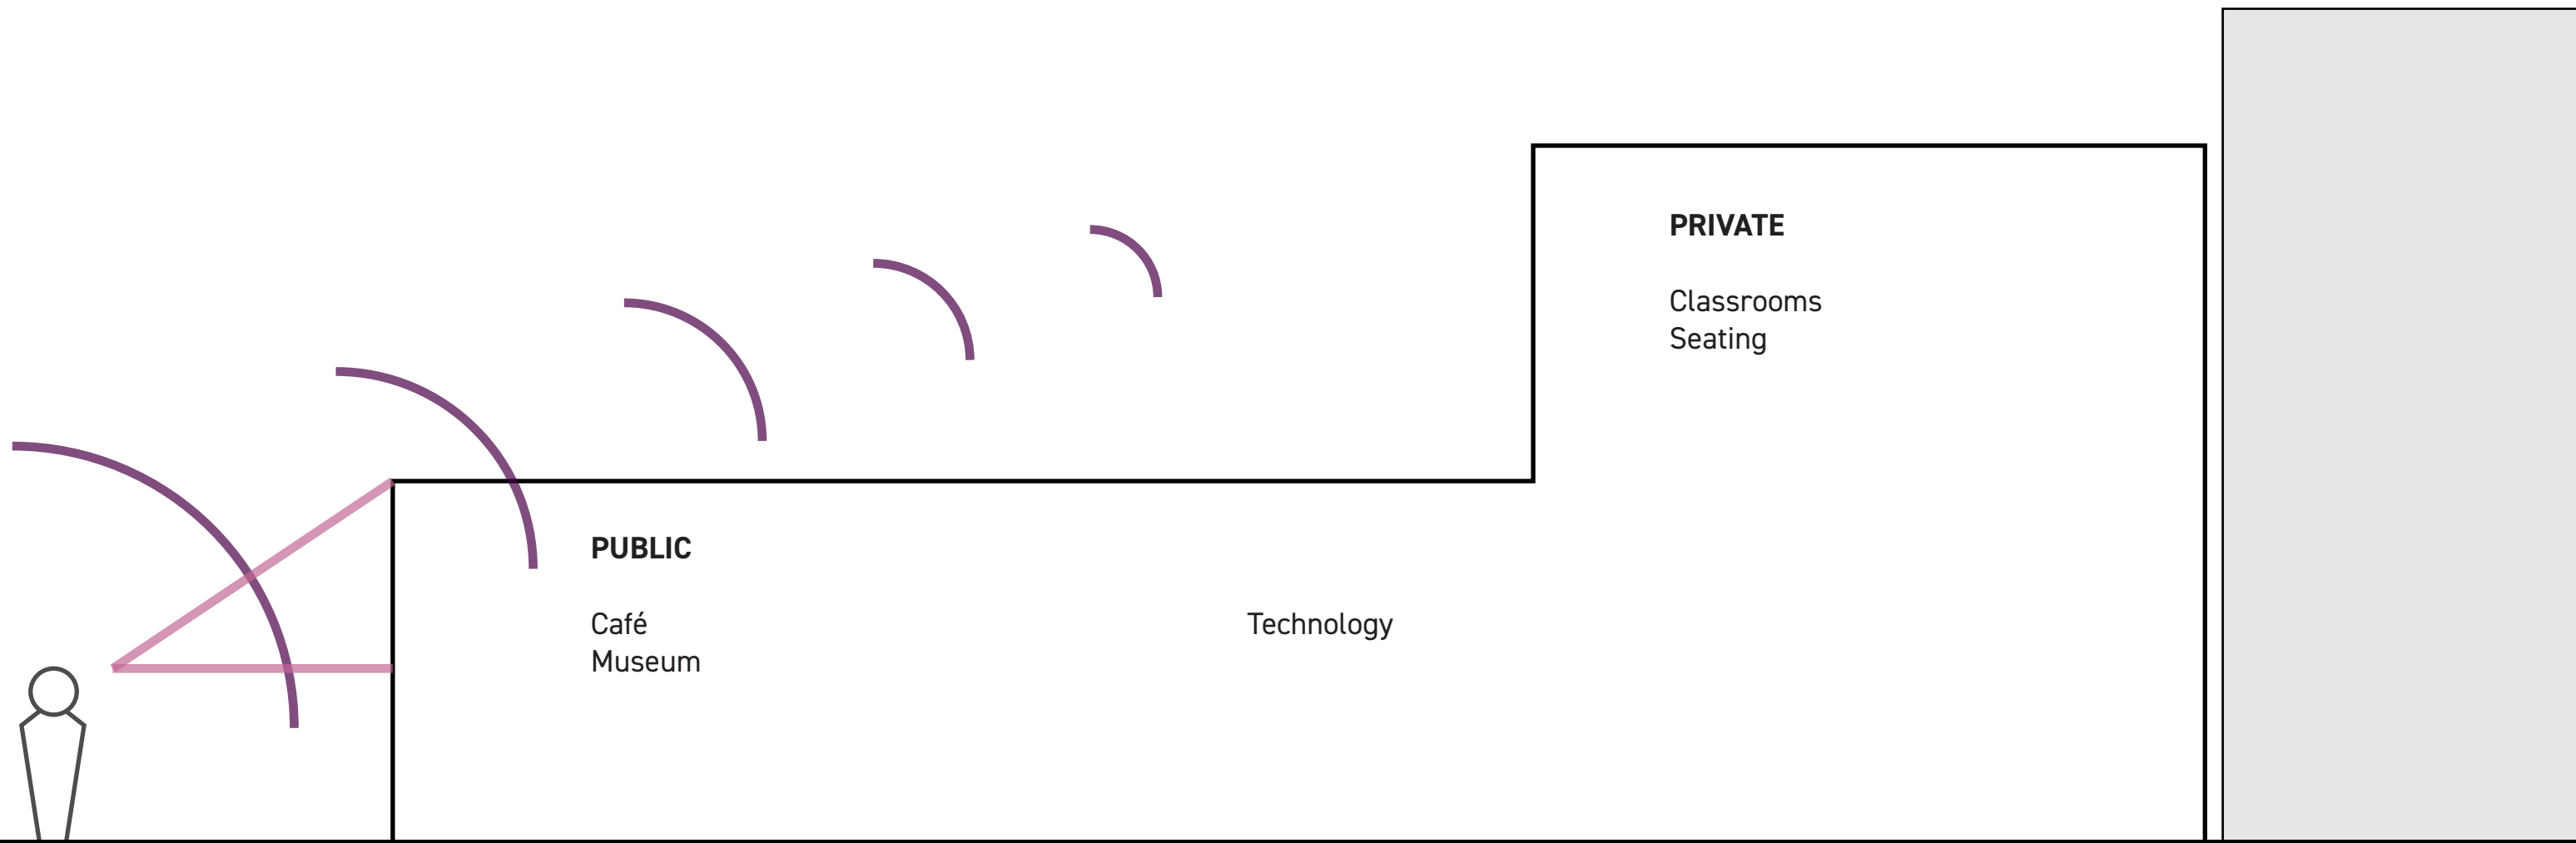 PRIVATE
Classrooms
Seating
PUBLIC
Café
Museum
Technology